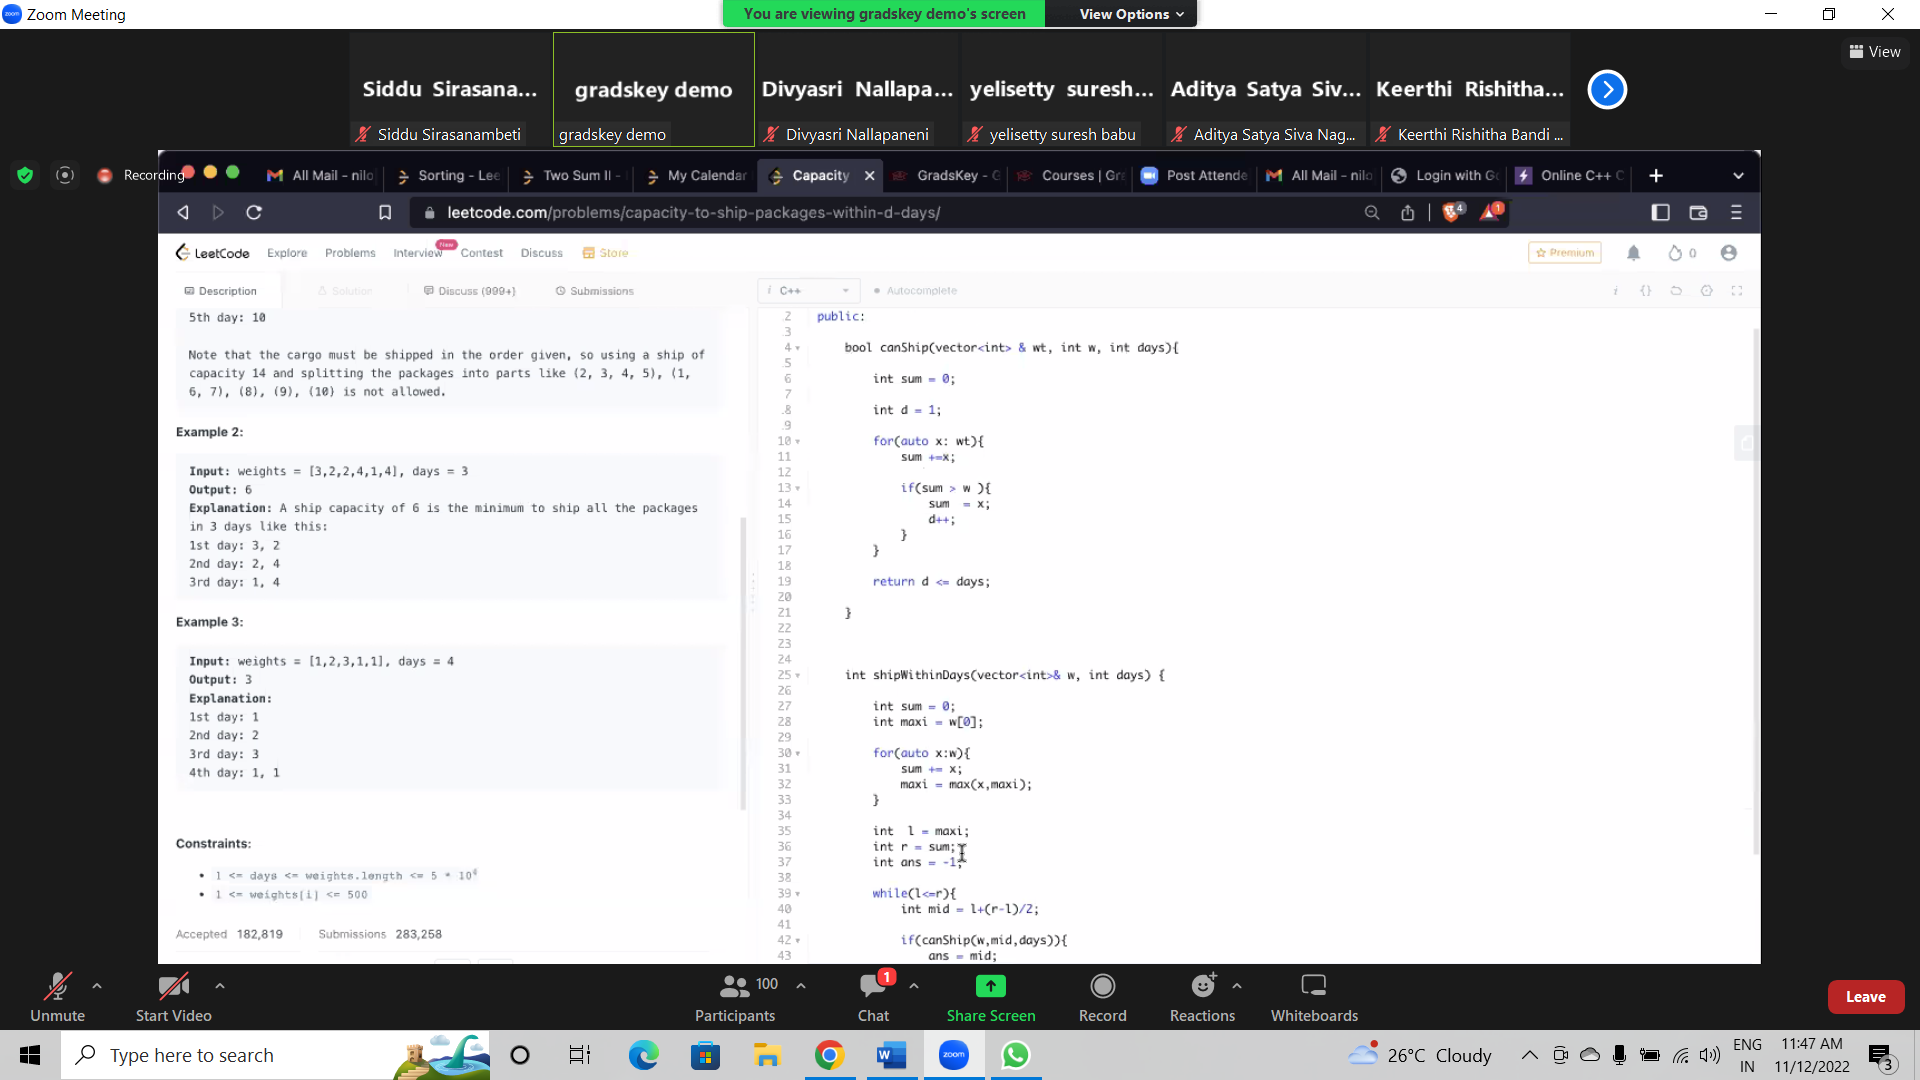 Zoom Meeting
You are viewing gradskey demo's screen
View Options
View
Siddu Sirasana...
gradskey demo
Divyasri Nallapa...
yelisetty suresh...
Aditya Satya Siv...
Keerthi Rishitha...
Siddu Sirasanambeti
gradskey demo
Divyasri Nallapaneni
yelisetty suresh babu
Aditya Satya Siva Nag...
Keerthi Rishitha Bandi ...
Recording
All Mail - nilo
Sorting - Lee
Two Sum II -
My Calendar
Capacity
GradsKey - G
Courses | Gr
Post Attende
All Mail - nilo
Login with G
Online C++ C
leetcode.com/problems/capacity-to-ship-packages-within-d-days/
4
1
LeetCode
Explore
Problems
Interview
New
Contest
Discuss
Store
Premium
0
Description
Solution
Discuss (999+)
Submissions
i C++
Autocomplete
5th day: 10
Note that the cargo must be shipped in the order given, so using a ship of
capacity 14 and splitting the packages into parts like (2, 3, 4, 5), (1,
6, 7), (8), (9), (10) is not allowed.
Example 2:
Input: weights = [3,2,2,4,1,4], days = 3
Output: 6
Explanation: A ship capacity of 6 is the minimum to ship all the packages
in 3 days like this:
1st day: 3, 2
2nd day: 2, 4
3rd day: 1, 4
Example 3:
Input: weights = [1,2,3,1,1], days = 4
Output: 3
Explanation:
1st day: 1
2nd day: 2
3rd day: 3
4th day: 1, 1
Constraints:
1 <= days <= weights.length <= 5 * 10⁴
1 <= weights[i] <= 500
Accepted 182,819
Submissions 283,258
2 public:
3
4 bool canShip(vector<int> & wt, int w, int days){
5
6 int sum = 0;
7
8 int d = 1;
9
10 for(auto x: wt){
11 sum +=x;
12
13 if(sum > w ){
14 sum = x;
15 d++;
16 }
17 }
18
19 return d <= days;
20
21 }
22
23
24
25 int shipWithinDays(vector<int>& w, int days) {
26
27 int sum = 0;
28 int maxi = w[0];
29
30 for(auto x:w){
31 sum += x;
32 maxi = max(x,maxi);
33 }
34
35 int l = maxi;
36 int r = sum;
37 int ans = -1;
38
39 while(l<=r){
40 int mid = l+(r-l)/2;
41
42 if(canShip(w,mid,days)){
43 ans = mid;
Unmute
Start Video
100
Participants
1
Chat
Share Screen
Record
Reactions
Whiteboards
Leave
Type here to search
zoom
26°C Cloudy
ENG
IN
11:47 AM
11/12/2022
3